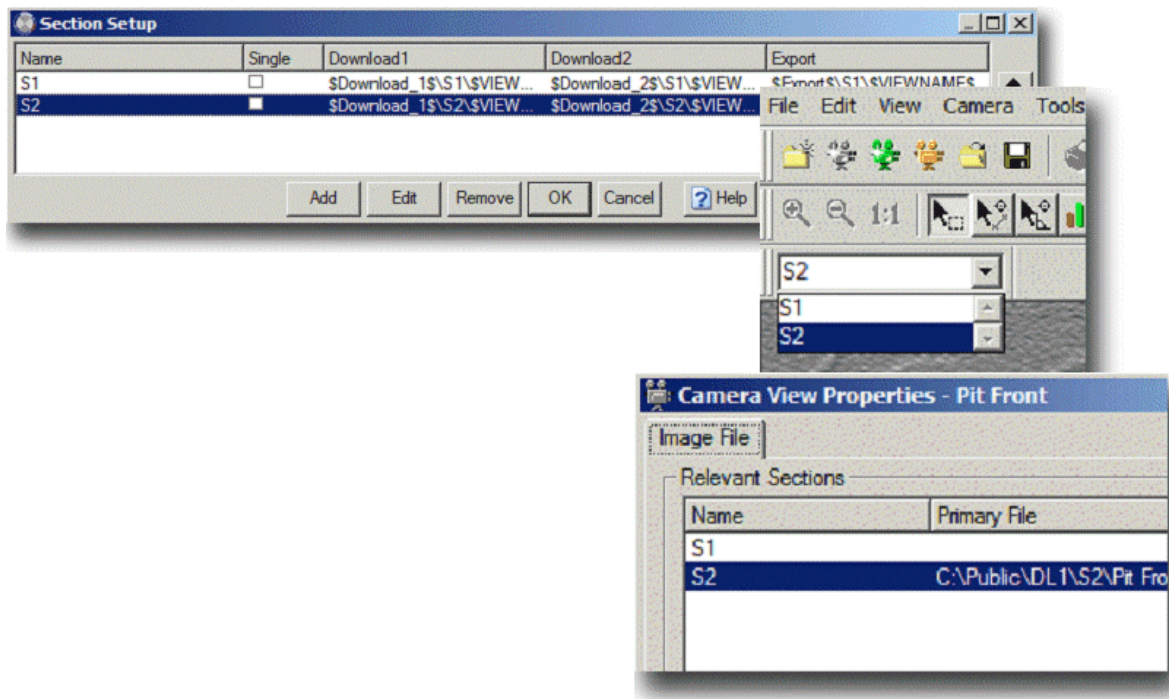 Section Setup
Name Single Download1 Download2 Export
S1 $Download_1$\S1\$VIEW... $Download_2$\S1\$VIEW... $Export$\S1\$VIEWNAME$
S2 $Download_1$\S2\$VIEW... $Download_2$\S2\$VIEW...
Add Edit Remove OK Cancel Help
File Edit View Camera Tools
1:1
S2
S1
S2
Camera View Properties - Pit Front
Image File
Relevant Sections
Name Primary File
S1
S2 C:\Public\DL1\S2\Pit Fro